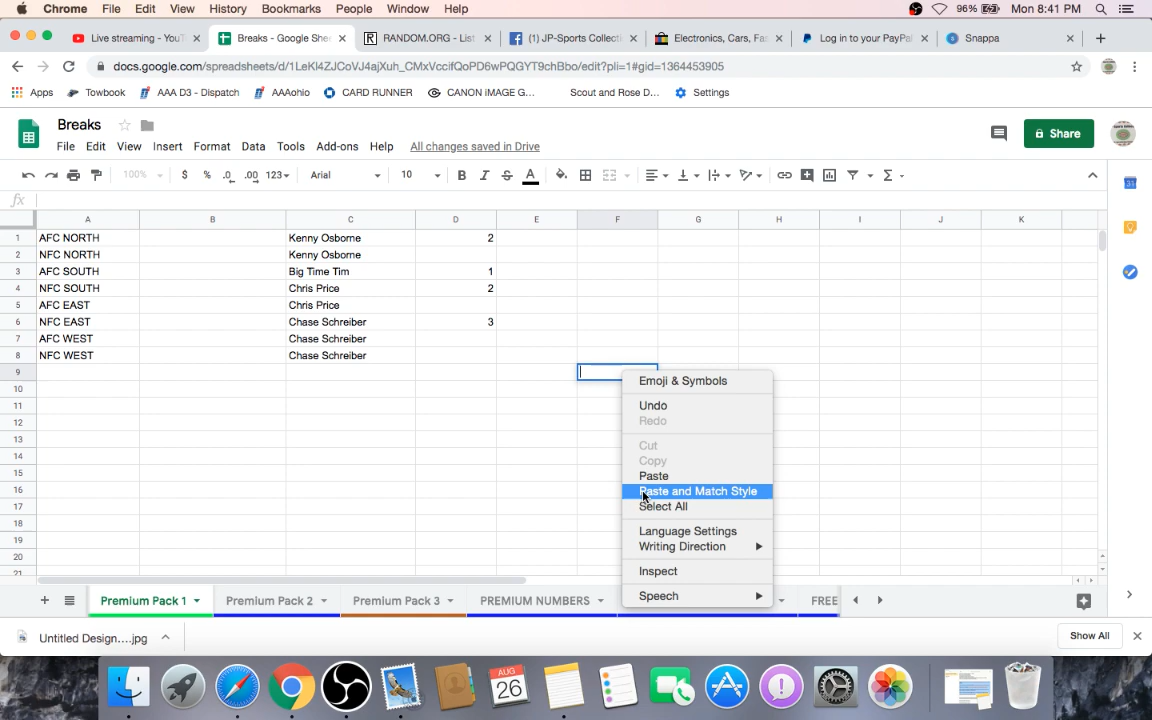 Chrome File Edit View History Bookmarks People Window Help 96% Mon 8:41 PM
Live streaming - YouT Breaks - Google She RANDOM.ORG - List (1) JP-Sports Collecti Electronics, Cars, Fas Log in to your PayPal Snappa
docs.google.com/spreadsheets/d/1LeKl4ZJCoVJ4ajXuh_CMxVccifQoPD6wPQGYT9chBbo/edit?pli=1#gid=1364453905
Apps Towbook AAA D3 - Dispatch AAAohio CARD RUNNER CANON iMAGE G... Scout and Rose D... Settings
Breaks
File Edit View Insert Format Data Tools Add-ons Help All changes saved in Drive
Share
100% $ % .0 .00 123 Arial 10 B I S A
fx
A B C D E F G H I J K
1 AFC NORTH Kenny Osborne 2
2 NFC NORTH Kenny Osborne
3 AFC SOUTH Big Time Tim 1
4 NFC SOUTH Chris Price 2
5 AFC EAST Chris Price
6 NFC EAST Chase Schreiber 3
7 AFC WEST Chase Schreiber
8 NFC WEST Chase Schreiber
9
10
11
12
13
14
15
16
17
18
19
20
21
Emoji & Symbols
Undo
Redo
Cut
Copy
Paste
Paste and Match Style
Select All
Language Settings
Writing Direction
Inspect
Speech
Premium Pack 1 Premium Pack 2 Premium Pack 3 PREMIUM NUMBERS FREE
Untitled Design....jpg Show All
AUG
26